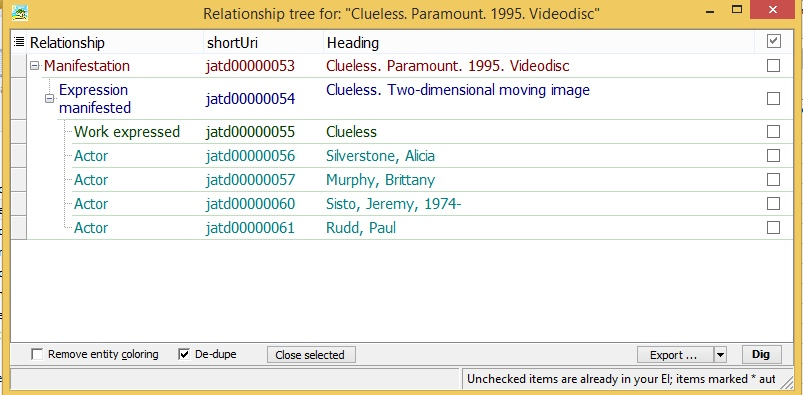 Relationship tree for: "Clueless. Paramount. 1995. Videodisc"
Relationship shortUri Heading
Manifestation jatd00000053 Clueless. Paramount. 1995. Videodisc
Expression manifested jatd00000054 Clueless. Two-dimensional moving image
Work expressed jatd00000055 Clueless
Actor jatd00000056 Silverstone, Alicia
Actor jatd00000057 Murphy, Brittany
Actor jatd00000060 Sisto, Jeremy, 1974-
Actor jatd00000061 Rudd, Paul
Remove entity coloring De-dupe Close selected Export ... Dig
Unchecked items are already in your EI; items marked * aut